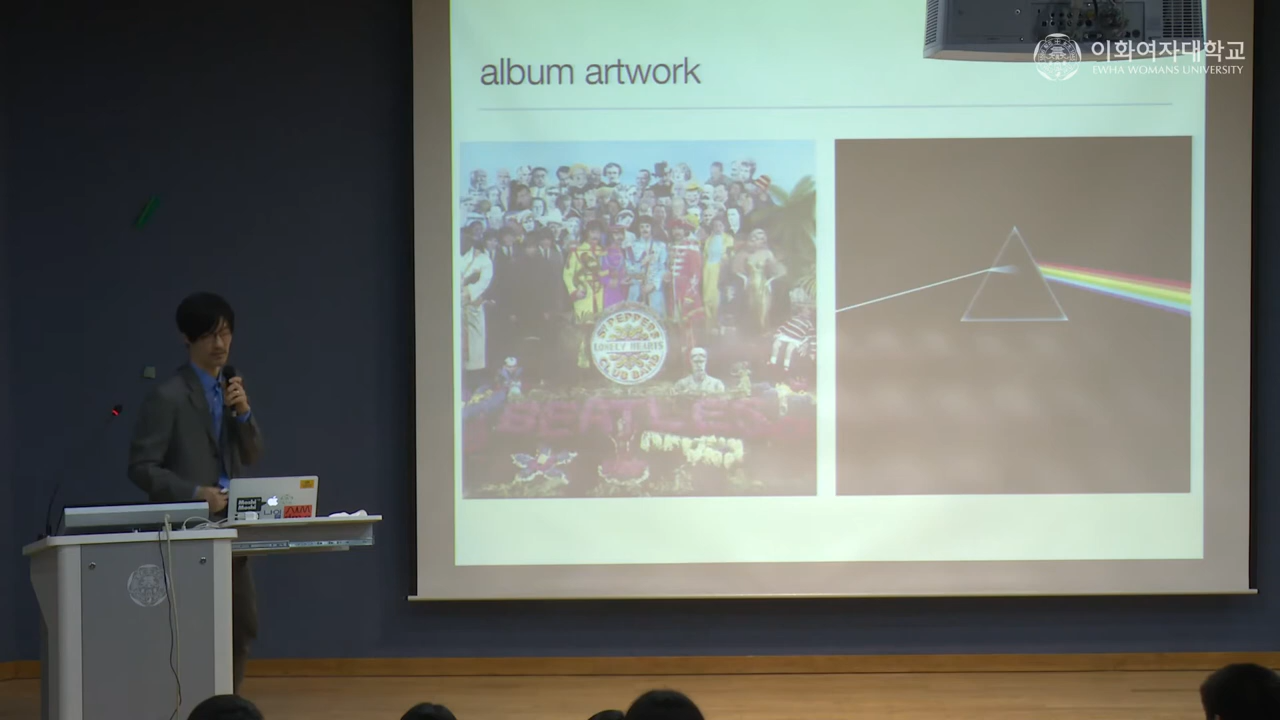 이화여자대학교
EWHA WOMANS UNIVERSITY
album artwork
SGT PEPPERS
LONELY HEARTS
CLUB BAND
BEATLES